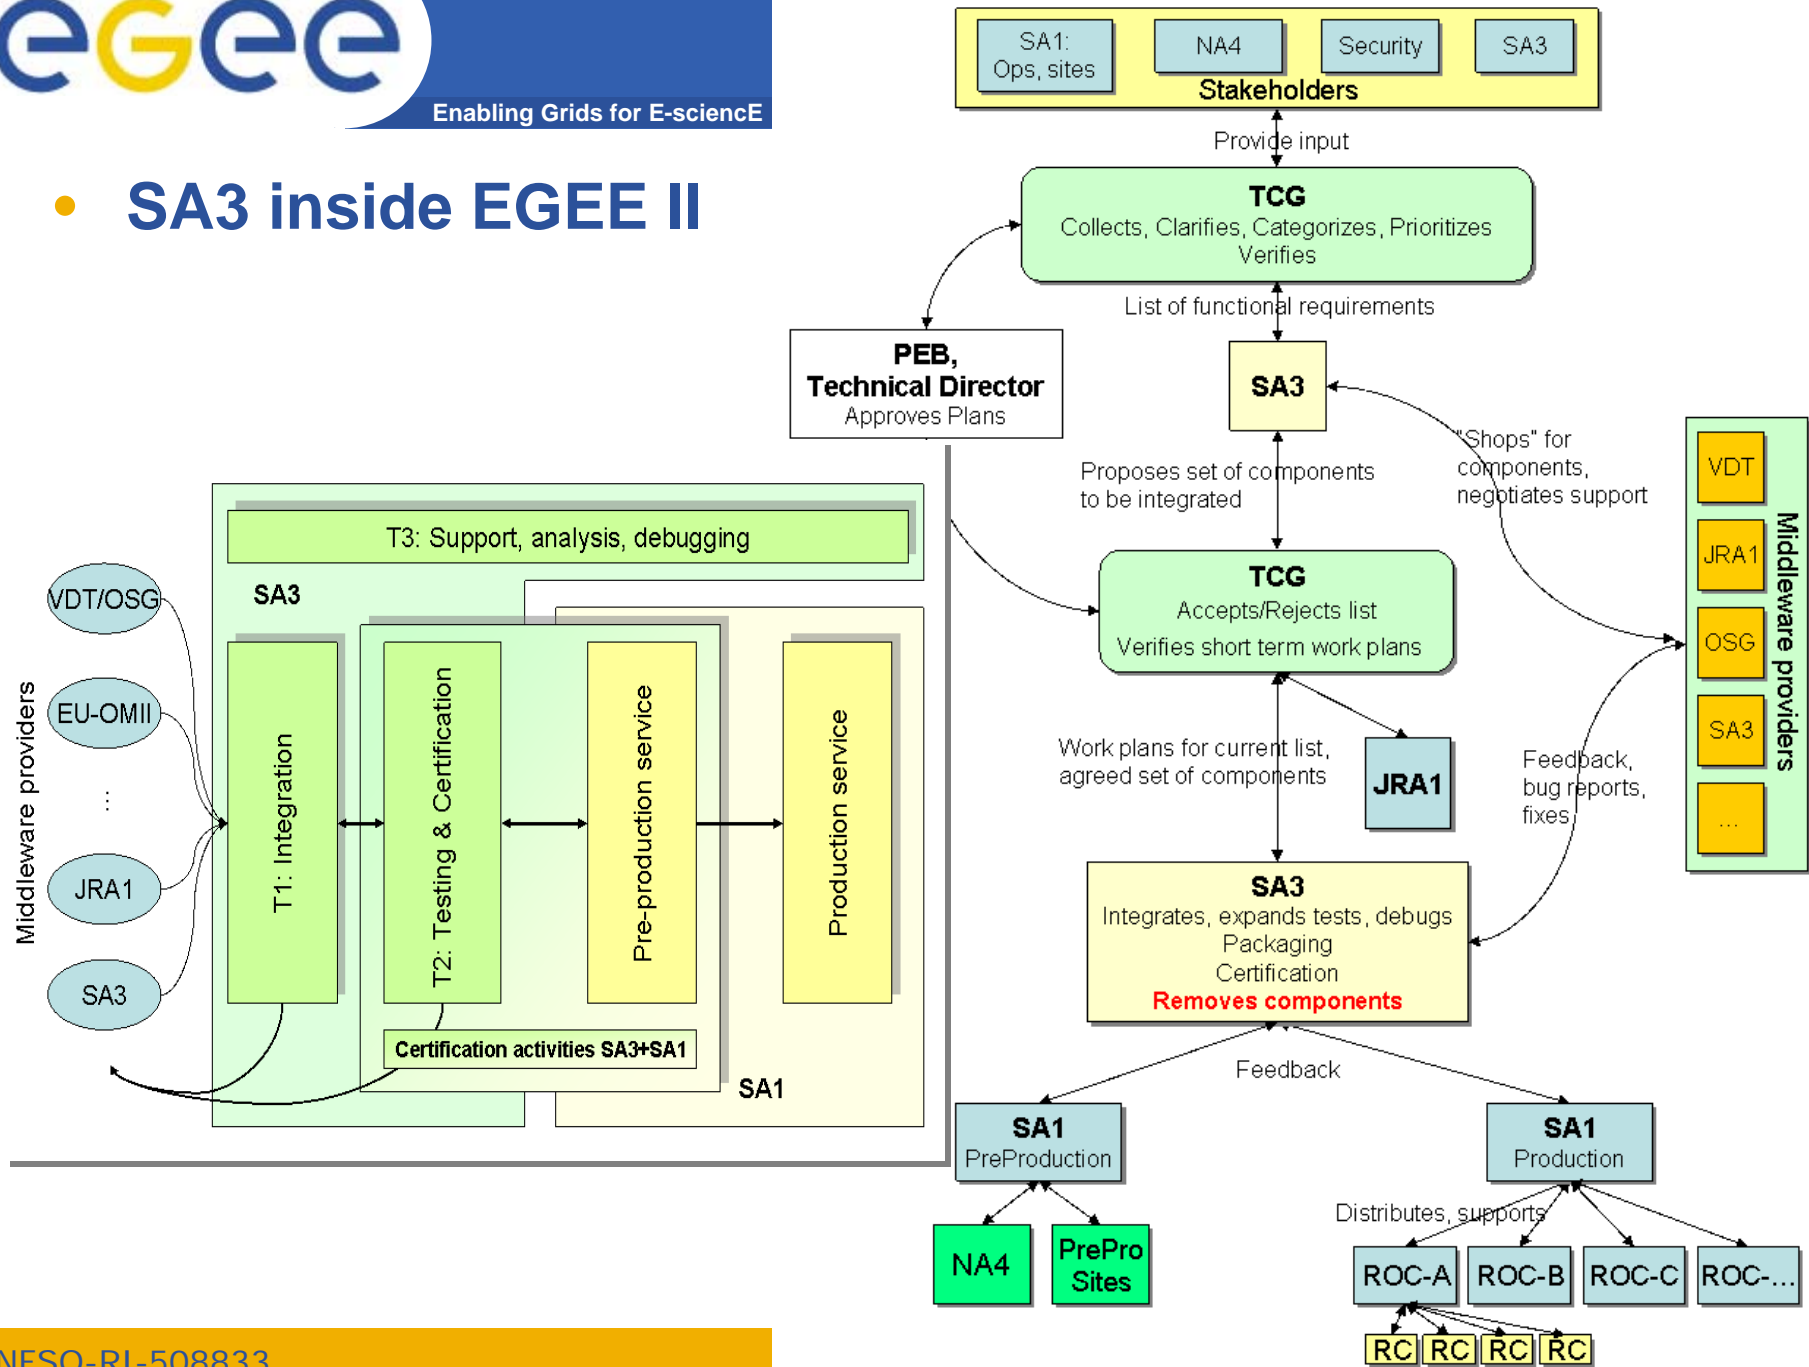 eGee
Enabling Grids for E-sciencE
• SA3 inside EGEE II
SA1:
Ops, sites
NA4
Security
SA3
Stakeholders
Provide input
TCG
Collects, Clarifies, Categorizes, Prioritizes
Verifies
List of functional requirements
PEB,
Technical Director
Approves Plans
SA3
"Shops" for
components,
negotiates support
Proposes set of components
to be integrated
TCG
Accepts/Rejects list
Verifies short term work plans
VDT
JRA1
OSG
SA3
...
Middleware providers
Work plans for current list,
agreed set of components
JRA1
Feedback,
bug reports,
fixes
SA3
Integrates, expands tests, debugs
Packaging
Certification
Removes components
Feedback
SA1
PreProduction
SA1
Production
NA4
PrePro
Sites
Distributes, supports
ROC-A
ROC-B
ROC-C
ROC-...
RC
RC
RC
RC
T3: Support, analysis, debugging
SA3
Middleware providers
VDT/OSG
EU-OMII
...
JRA1
SA3
T1: Integration
T2: Testing & Certification
Pre-production service
Production service
Certification activities SA3+SA1
SA1
NFSO-RI-508833